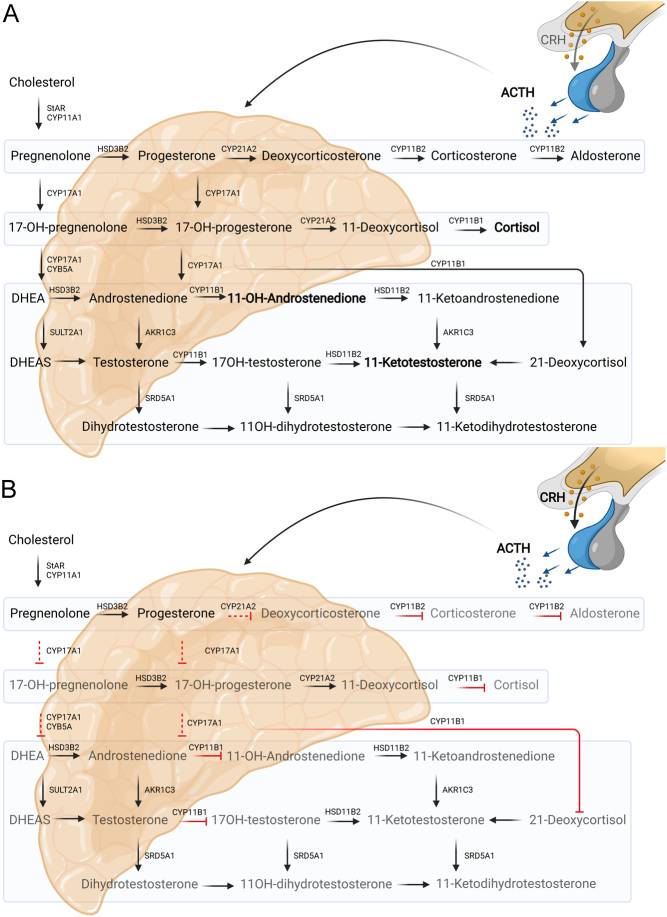 A
CRH
Cholesterol
ACTH
StAR
CYP11A1
HSD3B2 CYP21A2 CYP11B2 CYP11B2
Pregnenolone Progesterone Deoxycorticosterone Corticosterone Aldosterone
CYP17A1 CYP17A1
HSD3B2 CYP21A2 CYP11B1
17-OH-pregnenolone 17-OH-progesterone 11-Deoxycortisol Cortisol
CYP17A1 CYP17A1 CYP11B1
CYB5A
HSD3B2 CYP11B1 HSD11B2
DHEA Androstenedione 11-OH-Androstenedione 11-Ketoandrostenedione
SULT2A1 AKR1C3 AKR1C3
DHEAS Testosterone CYP11B1 17OH-testosterone HSD11B2 11-Ketotestosterone 21-Deoxycortisol
SRD5A1 SRD5A1 SRD5A1
Dihydrotestosterone 11OH-dihydrotestosterone 11-Ketodihydrotestosterone
B
CRH
Cholesterol
ACTH
StAR
CYP11A1
HSD3B2 CYP21A2 CYP11B2 CYP11B2
Pregnenolone Progesterone Deoxycorticosterone Corticosterone Aldosterone
CYP17A1 CYP17A1
HSD3B2 CYP21A2 CYP11B1
17-OH-pregnenolone 17-OH-progesterone 11-Deoxycortisol Cortisol
CYP17A1 CYP17A1 CYP11B1
CYB5A
HSD3B2 CYP11B1 HSD11B2
DHEA Androstenedione 11-OH-Androstenedione 11-Ketoandrostenedione
SULT2A1 AKR1C3 AKR1C3
DHEAS Testosterone CYP11B1 17OH-testosterone HSD11B2 11-Ketotestosterone 21-Deoxycortisol
SRD5A1 SRD5A1 SRD5A1
Dihydrotestosterone 11OH-dihydrotestosterone 11-Ketodihydrotestosterone